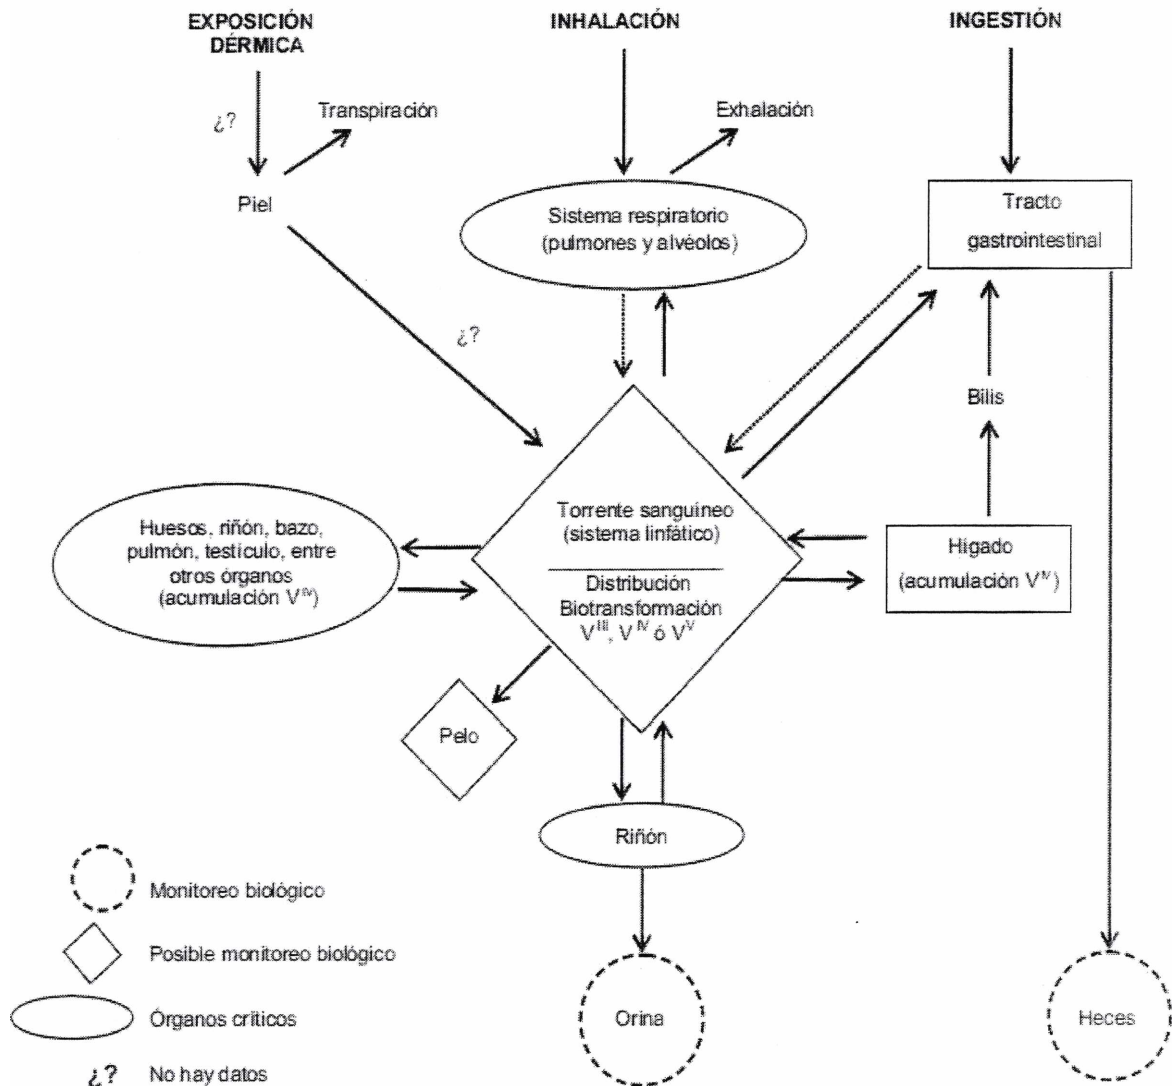 EXPOSICIÓN
DÉRMICA
INHALACIÓN
INGESTIÓN
¿?
Transpiración
Exhalación
Piel
Sistema respiratorio
(pulmones y alvéolos)
Tracto
gastrointestinal
¿?
Bilis
Torrente sanguíneo
(sistema linfático)
Distribución
Biotransformación
V^III, V^IV ó V^V
Huesos, riñón, bazo,
pulmón, testículo, entre
otros órganos
(acumulación V^IV)
Hígado
(acumulación V^IV)
Pelo
Riñón
Orina
Heces
Monitoreo biológico
Posible monitoreo biológico
Órganos críticos
¿? No hay datos